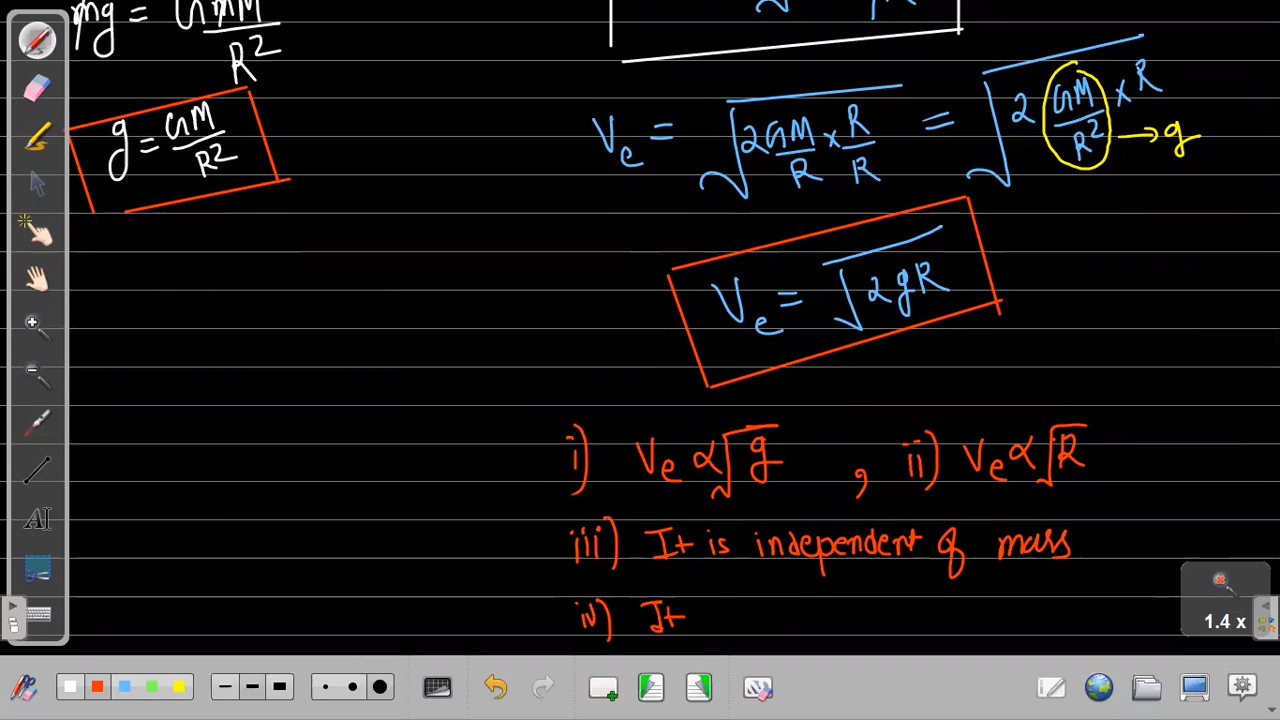 mg = GmM / R²
g = GM / R²
Vₑ = √(2GM/R × R/R) = √(2 GM/R² × R) → g
Vₑ = √2gR
i) Vₑ ∝ √g , ii) Vₑ ∝ √R
iii) It is independent of mass
iv) It
AI
1.4 x